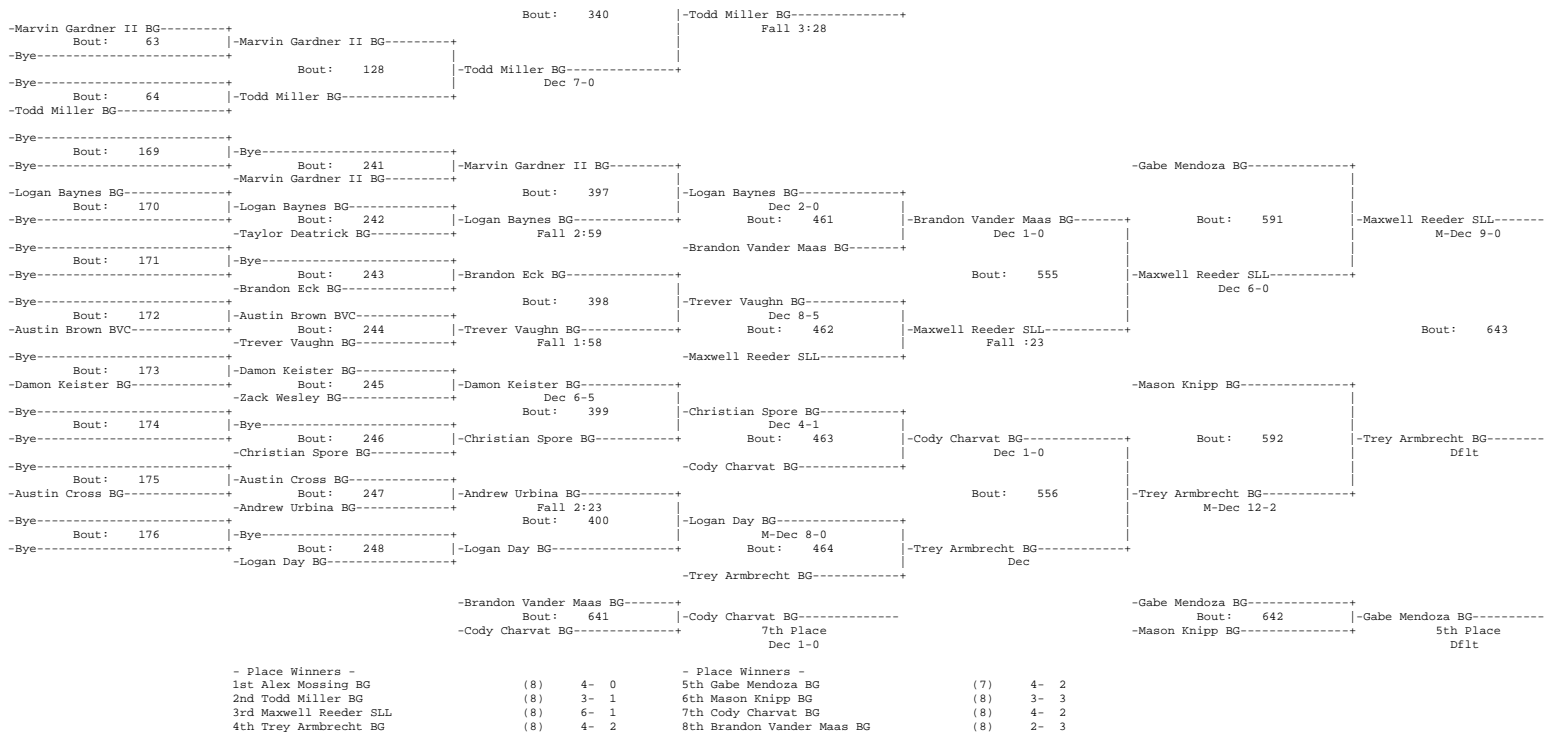 Bout: 340 |-Todd Miller BG---------------+
-Marvin Gardner II BG---------+ | Fall 3:28
Bout: 63 |-Marvin Gardner II BG---------+ |
-Bye--------------------------+ | |
Bout: 128 |-Todd Miller BG---------------+
-Bye--------------------------+ | Dec 7-0
Bout: 64 |-Todd Miller BG---------------+
-Todd Miller BG---------------+
-Bye--------------------------+
Bout: 169 |-Bye--------------------------+
-Bye--------------------------+ Bout: 241 |-Marvin Gardner II BG---------+ -Gabe Mendoza BG--------------+
-Marvin Gardner II BG---------+ | |
-Logan Baynes BG--------------+ Bout: 397 |-Logan Baynes BG--------------+ |
Bout: 170 |-Logan Baynes BG--------------+ | Dec 2-0 | |
-Bye--------------------------+ Bout: 242 |-Logan Baynes BG--------------+ Bout: 461 |-Brandon Vander Maas BG-------+ Bout: 591 |-Maxwell Reeder SLL-------
-Taylor Deatrick BG-----------+ Fall 2:59 | Dec 1-0 | | M-Dec 9-0
-Bye--------------------------+ -Brandon Vander Maas BG-------+ | |
Bout: 171 |-Bye--------------------------+ | |
-Bye--------------------------+ Bout: 243 |-Brandon Eck BG---------------+ Bout: 555 |-Maxwell Reeder SLL-----------+
-Brandon Eck BG---------------+ | | Dec 6-0
-Bye--------------------------+ Bout: 398 |-Trever Vaughn BG-------------+ |
Bout: 172 |-Austin Brown BVC-------------+ | Dec 8-5 | |
-Austin Brown BVC-------------+ Bout: 244 |-Trever Vaughn BG-------------+ Bout: 462 |-Maxwell Reeder SLL-----------+ Bout: 643
-Trever Vaughn BG-------------+ Fall 1:58 | Fall :23
-Bye--------------------------+ -Maxwell Reeder SLL-----------+
Bout: 173 |-Damon Keister BG-------------+
-Damon Keister BG-------------+ Bout: 245 |-Damon Keister BG-------------+ -Mason Knipp BG---------------+
-Zack Wesley BG---------------+ Dec 6-5 | |
-Bye--------------------------+ Bout: 399 |-Christian Spore BG-----------+ |
Bout: 174 |-Bye--------------------------+ | Dec 4-1 | |
-Bye--------------------------+ Bout: 246 |-Christian Spore BG-----------+ Bout: 463 |-Cody Charvat BG--------------+ Bout: 592 |-Trey Armbrecht BG--------
-Christian Spore BG-----------+ | Dec 1-0 | | Dflt
-Bye--------------------------+ -Cody Charvat BG--------------+ | |
Bout: 175 |-Austin Cross BG--------------+ | |
-Austin Cross BG--------------+ Bout: 247 |-Andrew Urbina BG-------------+ Bout: 556 |-Trey Armbrecht BG------------+
-Andrew Urbina BG-------------+ Fall 2:23 | | M-Dec 12-2
-Bye--------------------------+ Bout: 400 |-Logan Day BG-----------------+ |
Bout: 176 |-Bye--------------------------+ | M-Dec 8-0 | |
-Bye--------------------------+ Bout: 248 |-Logan Day BG-----------------+ Bout: 464 |-Trey Armbrecht BG------------+
-Logan Day BG-----------------+ | Dec
-Trey Armbrecht BG------------+
-Brandon Vander Maas BG-------+ -Gabe Mendoza BG--------------+
Bout: 641 |-Cody Charvat BG-------------- Bout: 642 |-Gabe Mendoza BG----------
-Cody Charvat BG--------------+ 7th Place -Mason Knipp BG---------------+ 5th Place
Dec 1-0 Dflt
- Place Winners - - Place Winners -
1st Alex Mossing BG (8) 4- 0 5th Gabe Mendoza BG (7) 4- 2
2nd Todd Miller BG (8) 3- 1 6th Mason Knipp BG (8) 3- 3
3rd Maxwell Reeder SLL (8) 6- 1 7th Cody Charvat BG (8) 4- 2
4th Trey Armbrecht BG (8) 4- 2 8th Brandon Vander Maas BG (8) 2- 3